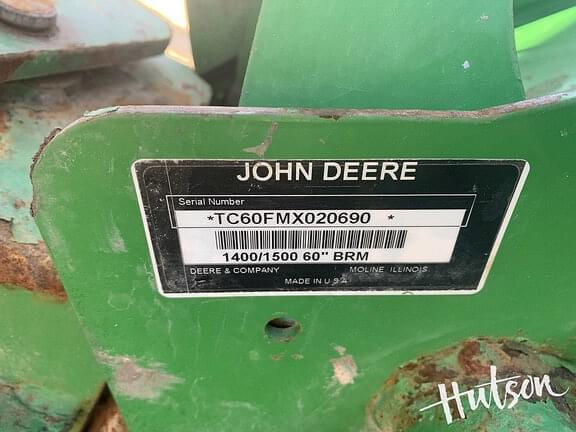 JOHN DEERE
Serial Number
*TC60FMX020690 *
1400/1500 60" BRM
DEERE & COMPANY MOLINE ILLINOIS
MADE IN U S A
Hutson